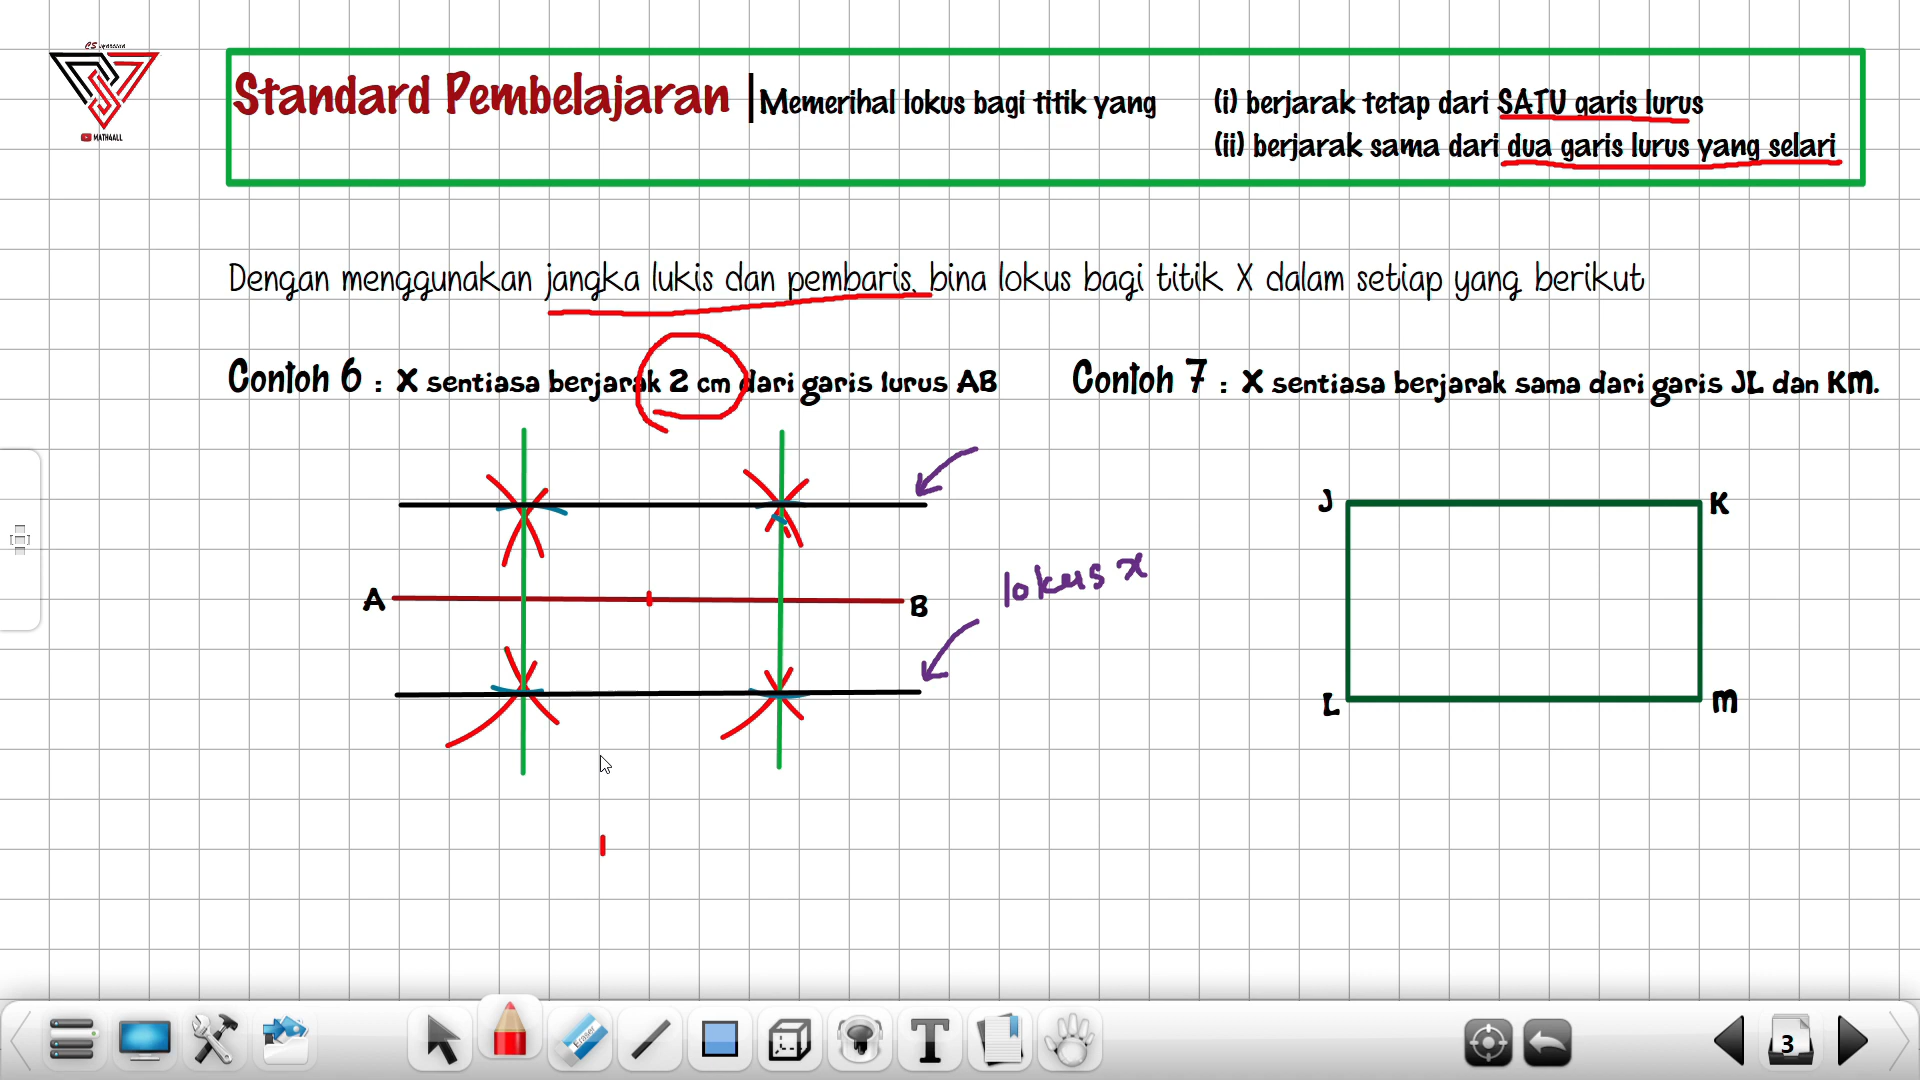 CS
MATH4ALL
Standard Pembelajaran | Memerihal lokus bagi titik yang
(i) berjarak tetap dari SATU garis lurus
(ii) berjarak sama dari dua garis lurus yang selari
Dengan menggunakan jangka lukis dan pembaris, bina lokus bagi titik X dalam setiap yang berikut
Contoh 6 : X sentiasa berjarak 2 cm dari garis lurus AB
Contoh 7 : X sentiasa berjarak sama dari garis JL dan KM.
A
B
lokus x
J
K
L
M
Eraser
T
3